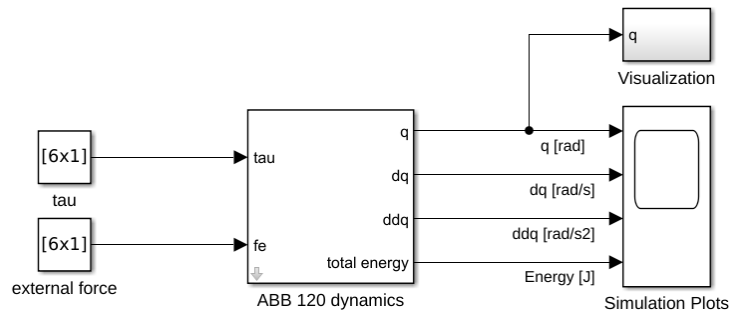 q
Visualization
[6x1]
tau
[6x1]
external force
tau
fe
q
dq
ddq
total energy
ABB 120 dynamics
q [rad]
dq [rad/s]
ddq [rad/s2]
Energy [J]
Simulation Plots